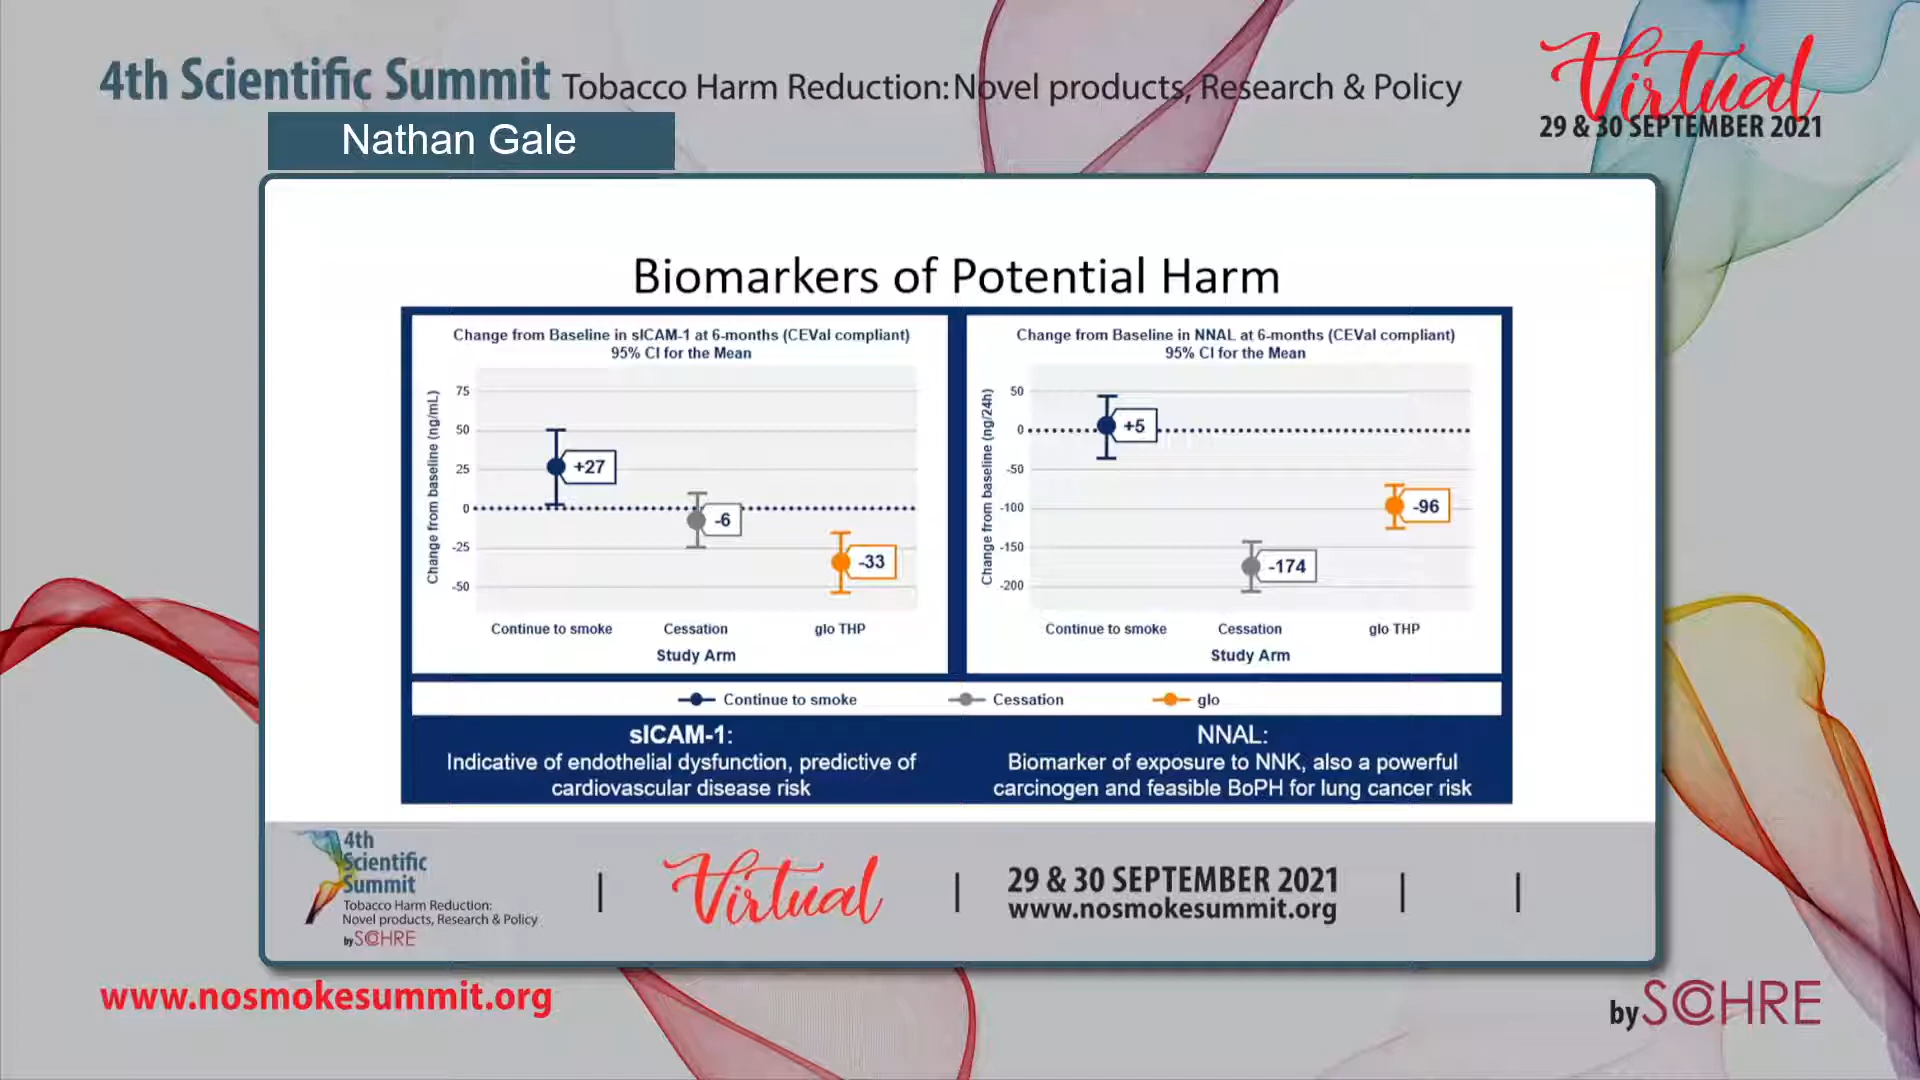 4th Scientific Summit Tobacco Harm Reduction: Novel products, Research & Policy
Virtual
29 & 30 SEPTEMBER 2021
Nathan Gale
Biomarkers of Potential Harm
Change from Baseline in sICAM-1 at 6-months (CEVal compliant)
95% CI for the Mean
Change from baseline (ng/mL)
75
50
25
0
-25
-50
+27
-6
-33
Continue to smoke
Cessation
glo THP
Study Arm
Change from Baseline in NNAL at 6-months (CEVal compliant)
95% CI for the Mean
Change from baseline (ng/24h)
50
0
-50
-100
-150
-200
+5
-174
-96
Continue to smoke
Cessation
glo THP
Study Arm
Continue to smoke
Cessation
glo
sICAM-1:
Indicative of endothelial dysfunction, predictive of
cardiovascular disease risk
NNAL:
Biomarker of exposure to NNK, also a powerful
carcinogen and feasible BoPH for lung cancer risk
4th
Scientific
Summit
Tobacco Harm Reduction:
Novel products, Research & Policy
by SCOHRE
Virtual
29 & 30 SEPTEMBER 2021
www.nosmokesummit.org
www.nosmokesummit.org
by SCOHRE